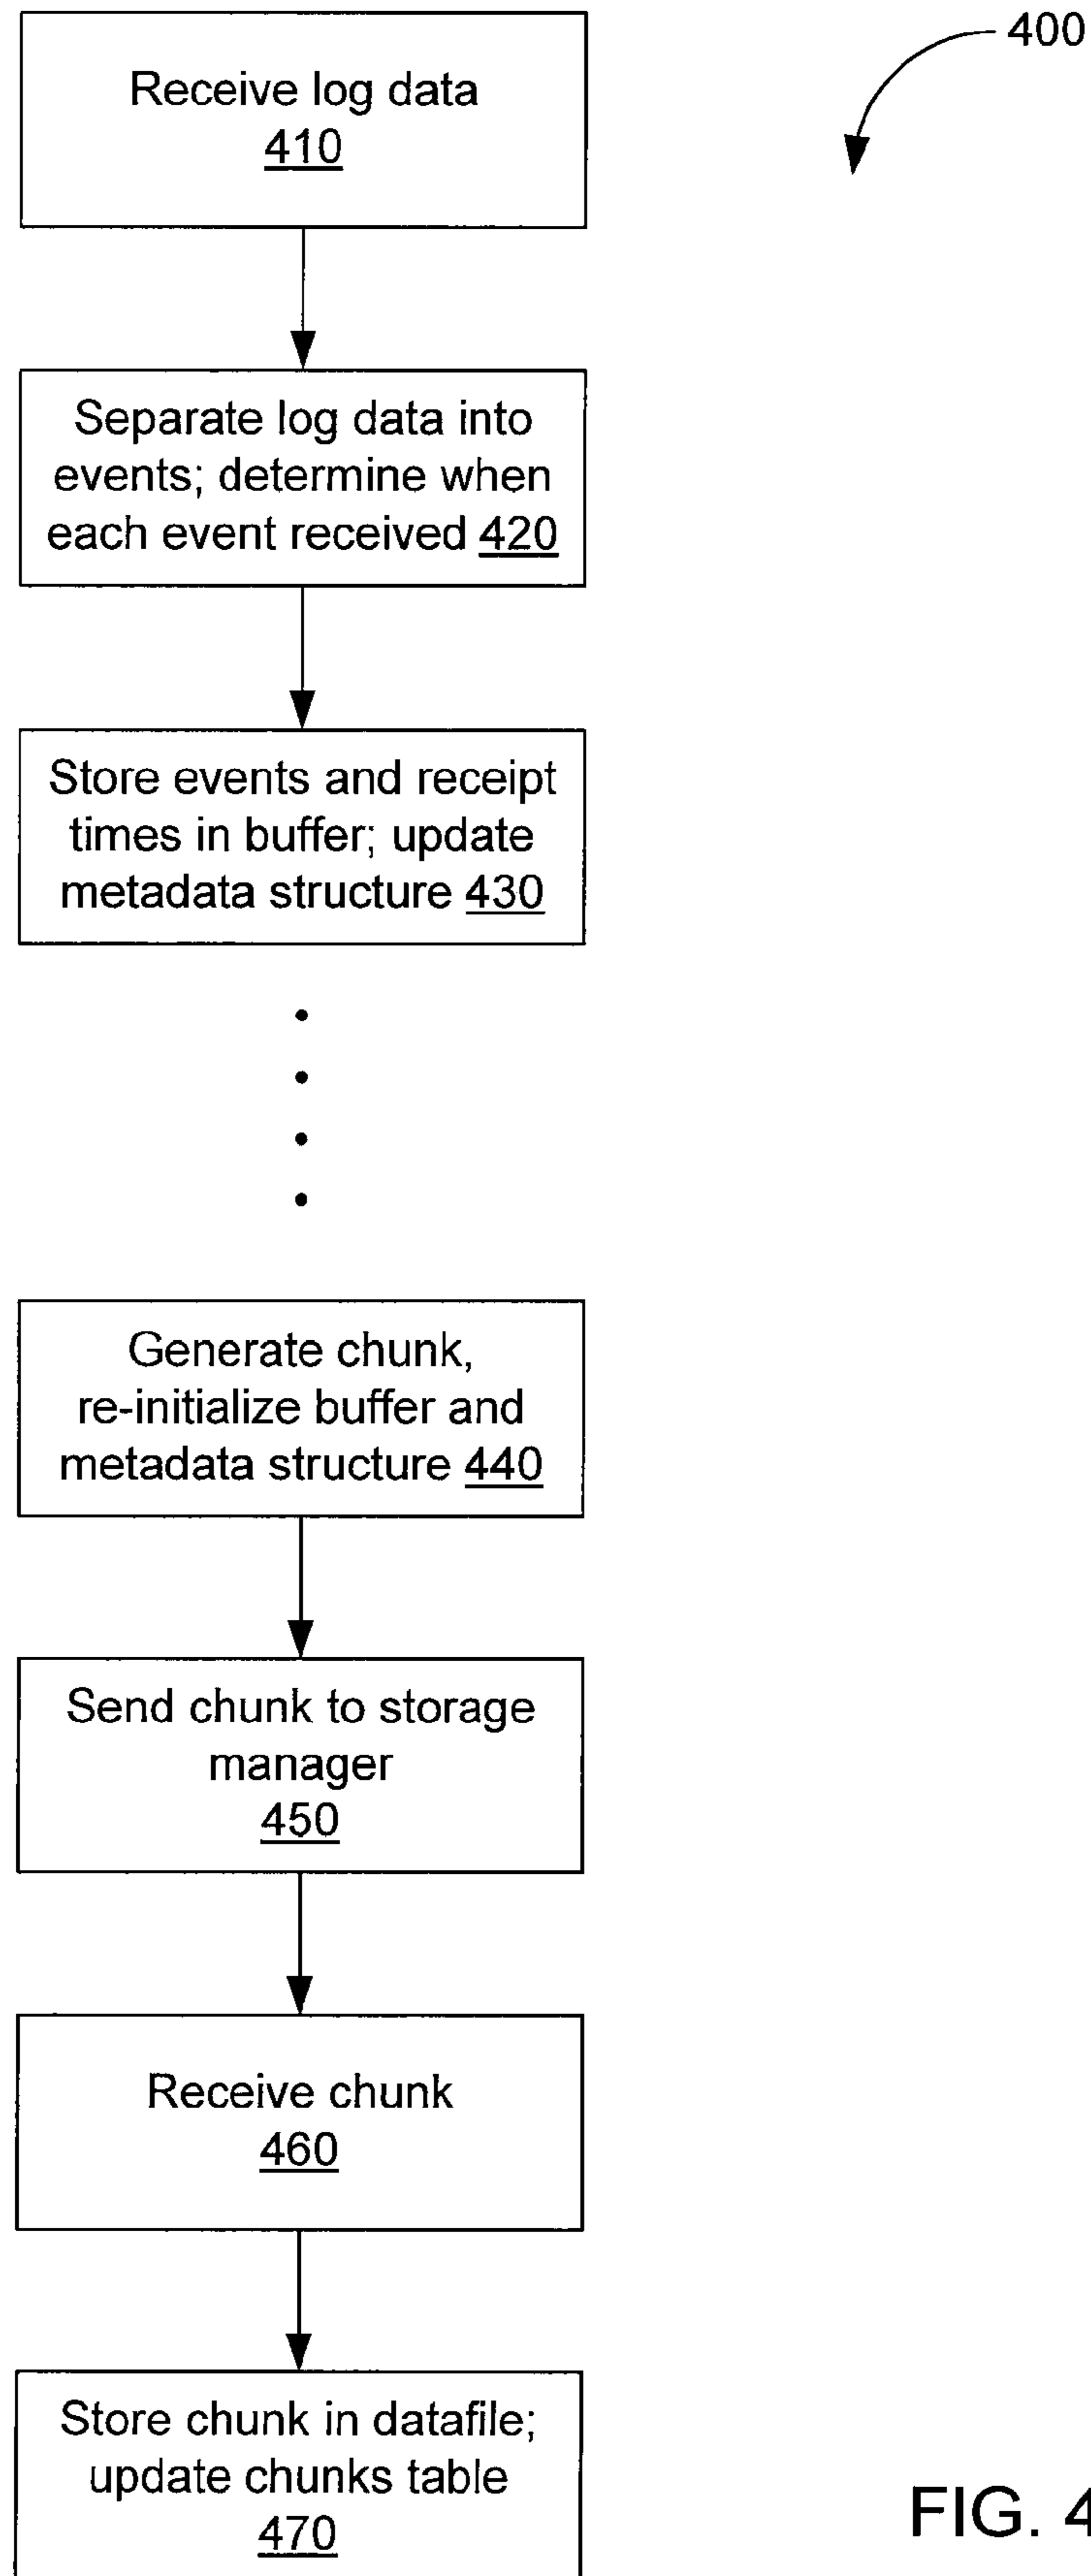 400
Receive log data
410
Separate log data into
events; determine when
each event received 420
Store events and receipt
times in buffer; update
metadata structure 430
Generate chunk,
re-initialize buffer and
metadata structure 440
Send chunk to storage
manager
450
Receive chunk
460
Store chunk in datafile;
update chunks table
470
FIG. 4